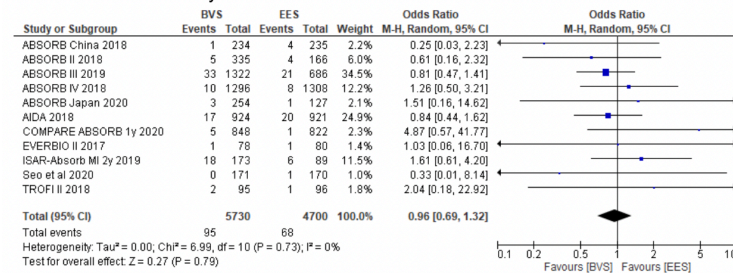 BVS EES Odds Ratio Odds Ratio
Study or Subgroup Events Total Events Total Weight M-H, Random, 95% CI M-H, Random, 95% CI
ABSORB China 2018 1 234 4 235 2.2% 0.25 [0.03, 2.23]
ABSORB II 2018 5 335 4 166 6.0% 0.61 [0.16, 2.32]
ABSORB III 2019 33 1322 21 686 34.5% 0.81 [0.47, 1.41]
ABSORB IV 2018 10 1296 8 1308 12.0% 1.26 [0.50, 3.21]
ABSORB Japan 2020 3 254 1 127 2.0% 1.51 [0.16, 14.62]
AIDA 2018 17 924 20 921 24.9% 0.84 [0.44, 1.62]
COMPARE ABSORB 1y 2020 5 848 1 822 2.3% 4.87 [0.57, 41.77]
EVERBIO II 2017 1 78 1 80 1.3% 1.03 [0.06, 16.70]
ISAR-Absorb MI 2y 2019 18 173 6 89 11.7% 1.61 [0.61, 4.20]
Seo et al 2020 0 171 1 170 1.0% 0.33 [0.01, 8.14]
TROFI II 2018 2 95 1 96 1.8% 2.04 [0.18, 22.92]
Total (95% CI) 5730 4700 100.0% 0.96 [0.69, 1.32]
Total events 95 68
Heterogeneity: Tau² = 0.00; Chi² = 6.99, df = 10 (P = 0.73); I² = 0%
Test for overall effect: Z = 0.27 (P = 0.79)
0.1 0.2 0.5 1 2 5 10
Favours [BVS] Favours [EES]